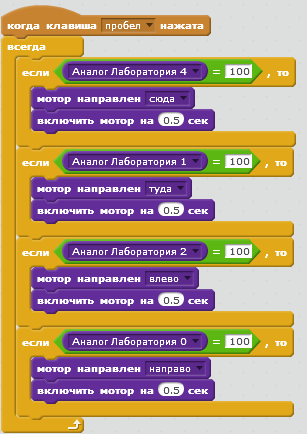 когда клавиша пробел нажата
всегда
если Аналог Лаборатория 4 = 100 , то
мотор направлен сюда
включить мотор на 0.5 сек
если Аналог Лаборатория 1 = 100 , то
мотор направлен туда
включить мотор на 0.5 сек
если Аналог Лаборатория 2 = 100 , то
мотор направлен влево
включить мотор на 0.5 сек
если Аналог Лаборатория 0 = 100 , то
мотор направлен направо
включить мотор на 0.5 сек